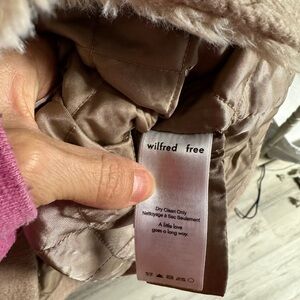 wilfred free
Dry Clean Only
Nettoyage à Sec Seulement
A little love
goes a long way.